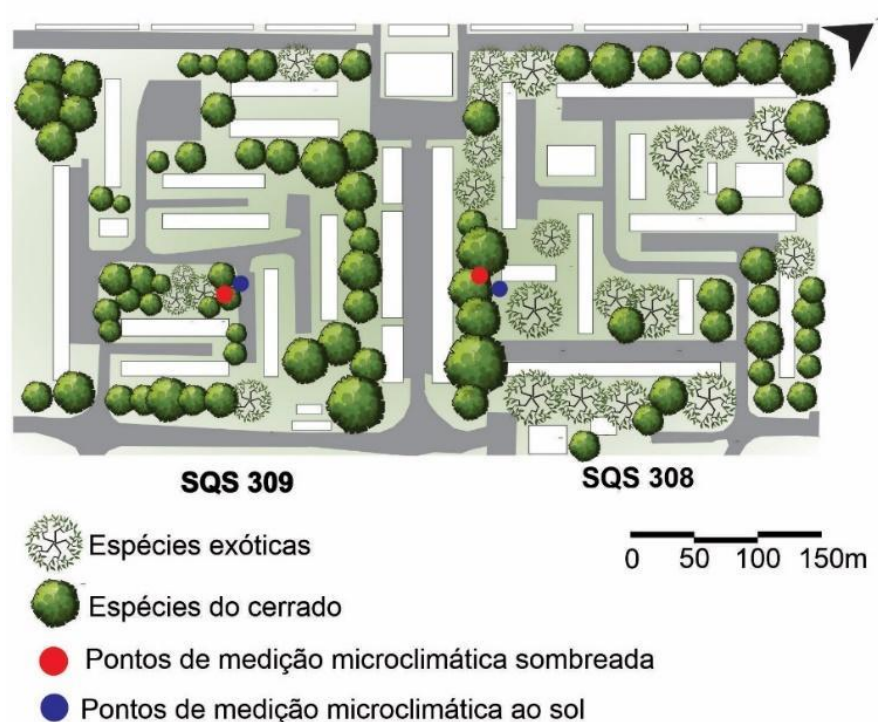 SQS 309
SQS 308
Espécies exóticas
0 50 100 150m
Espécies do cerrado
Pontos de medição microclimática sombreada
Pontos de medição microclimática ao sol